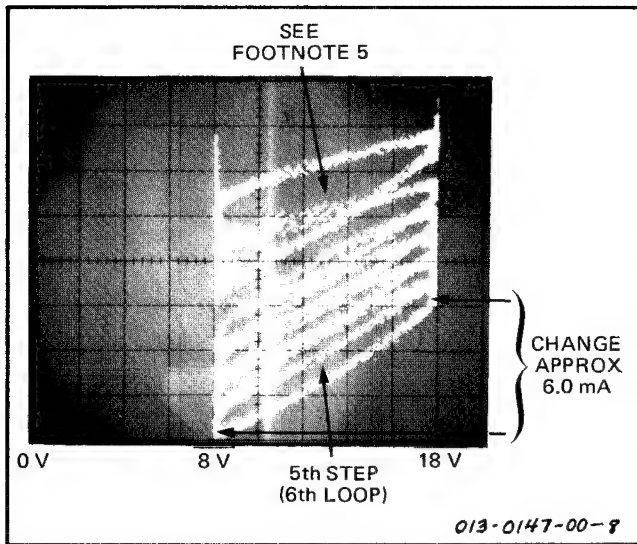 SEE
FOOTNOTE 5
CHANGE
APPROX
6.0 mA
0 V
8 V
18 V
5th STEP
(6th LOOP)
013-0147-00-8